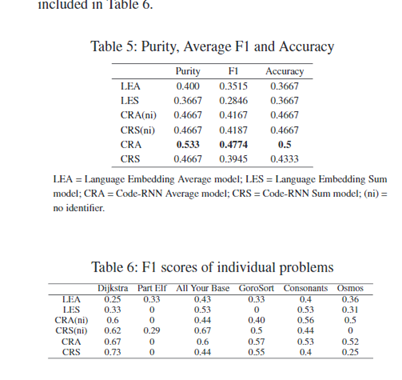 included in Table 6.
Table 5: Purity, Average F1 and Accuracy
Purity F1 Accuracy
LEA 0.400 0.3515 0.3667
LES 0.3667 0.2846 0.3667
CRA(ni) 0.4667 0.4167 0.4667
CRS(ni) 0.4667 0.4187 0.4667
CRA 0.533 0.4774 0.5
CRS 0.4667 0.3945 0.4333
LEA = Language Embedding Average model; LES = Language Embedding Sum
model; CRA = Code-RNN Average model; CRS = Code-RNN Sum model; (ni) =
no identifier.
Table 6: F1 scores of individual problems
Dijkstra Part Elf All Your Base GoroSort Consonants Osmos
LEA 0.25 0.33 0.43 0.33 0.4 0.36
LES 0.33 0 0.53 0 0.53 0.31
CRA(ni) 0.6 0 0.44 0.40 0.56 0.5
CRS(ni) 0.62 0.29 0.67 0.5 0.44 0
CRA 0.67 0 0.6 0.57 0.53 0.52
CRS 0.73 0 0.44 0.55 0.4 0.25